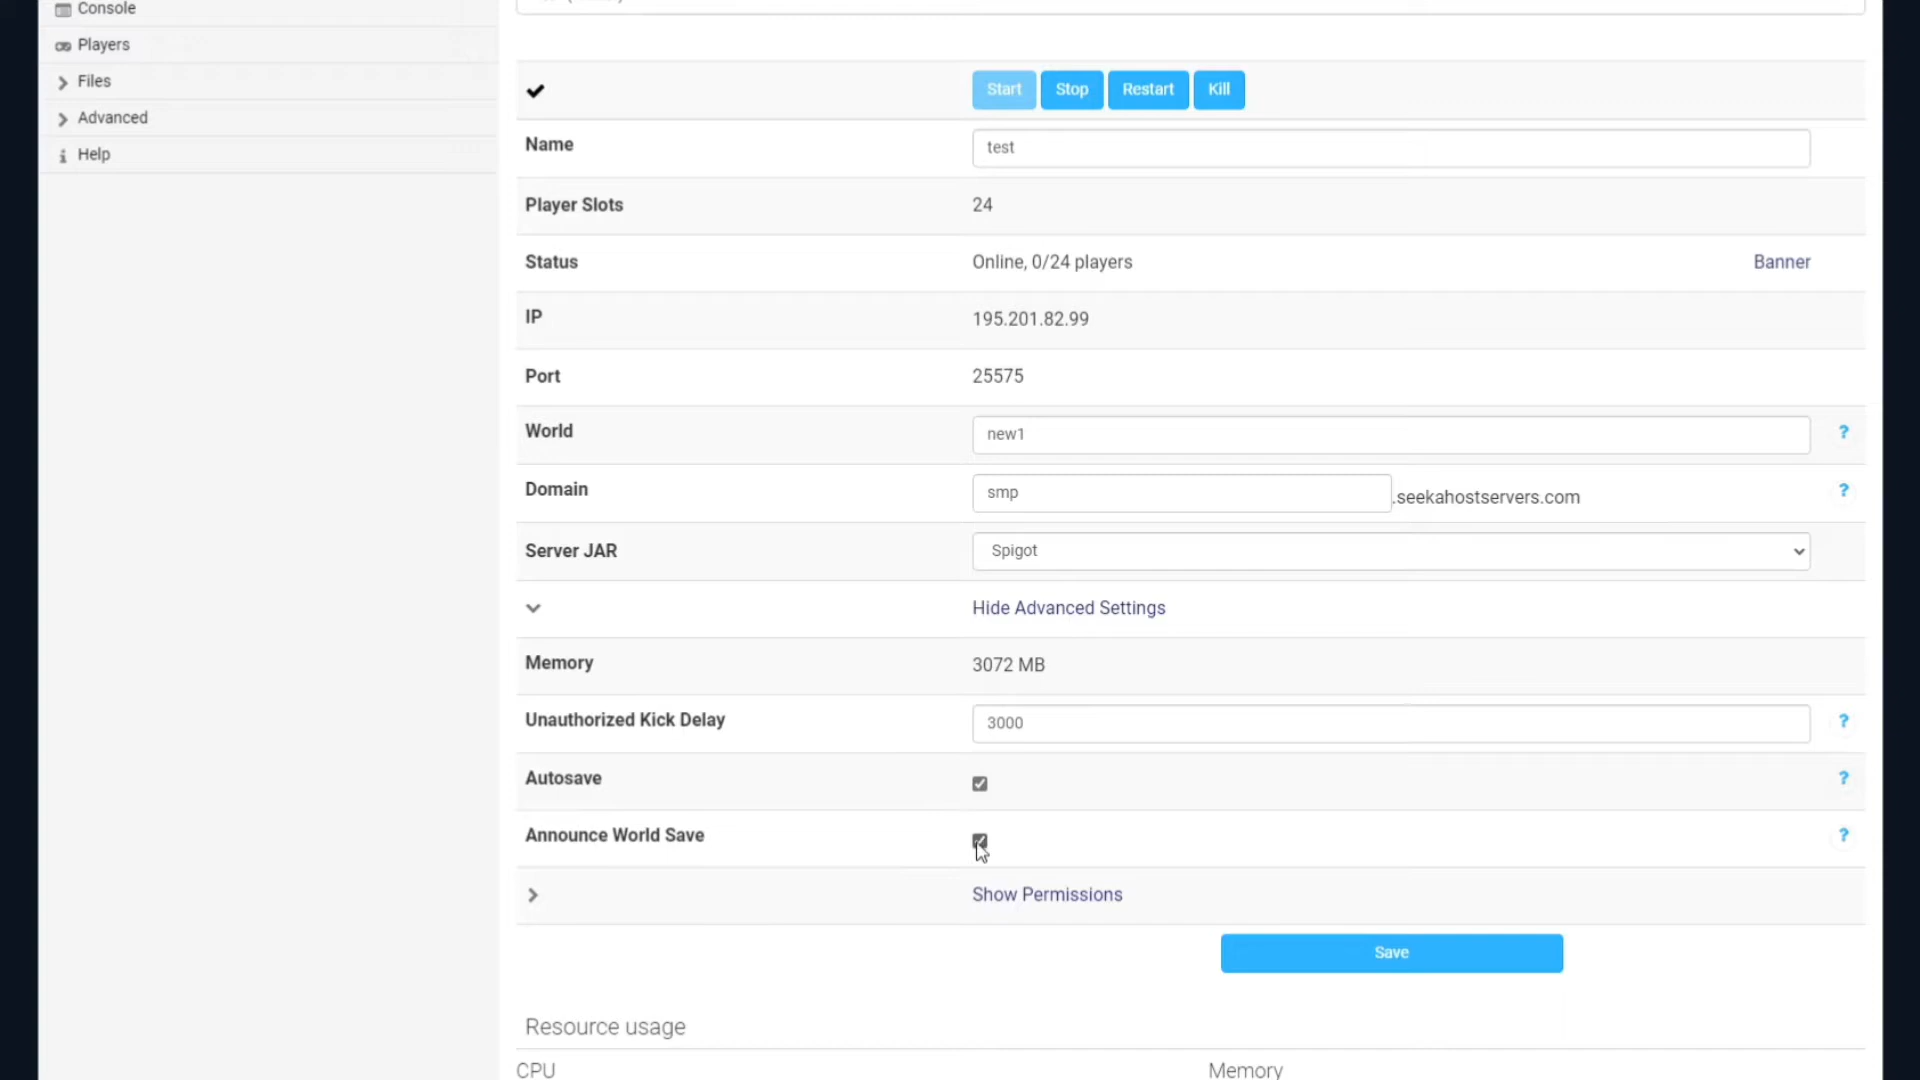 Console
Players
Files
Advanced
Help
Start Stop Restart Kill
Name test
Player Slots 24
Status Online, 0/24 players Banner
IP 195.201.82.99
Port 25575
World new1 ?
Domain smp .seekahostservers.com ?
Server JAR Spigot
Hide Advanced Settings
Memory 3072 MB
Unauthorized Kick Delay 3000 ?
Autosave ?
Announce World Save ?
Show Permissions
Save
Resource usage
CPU Memory